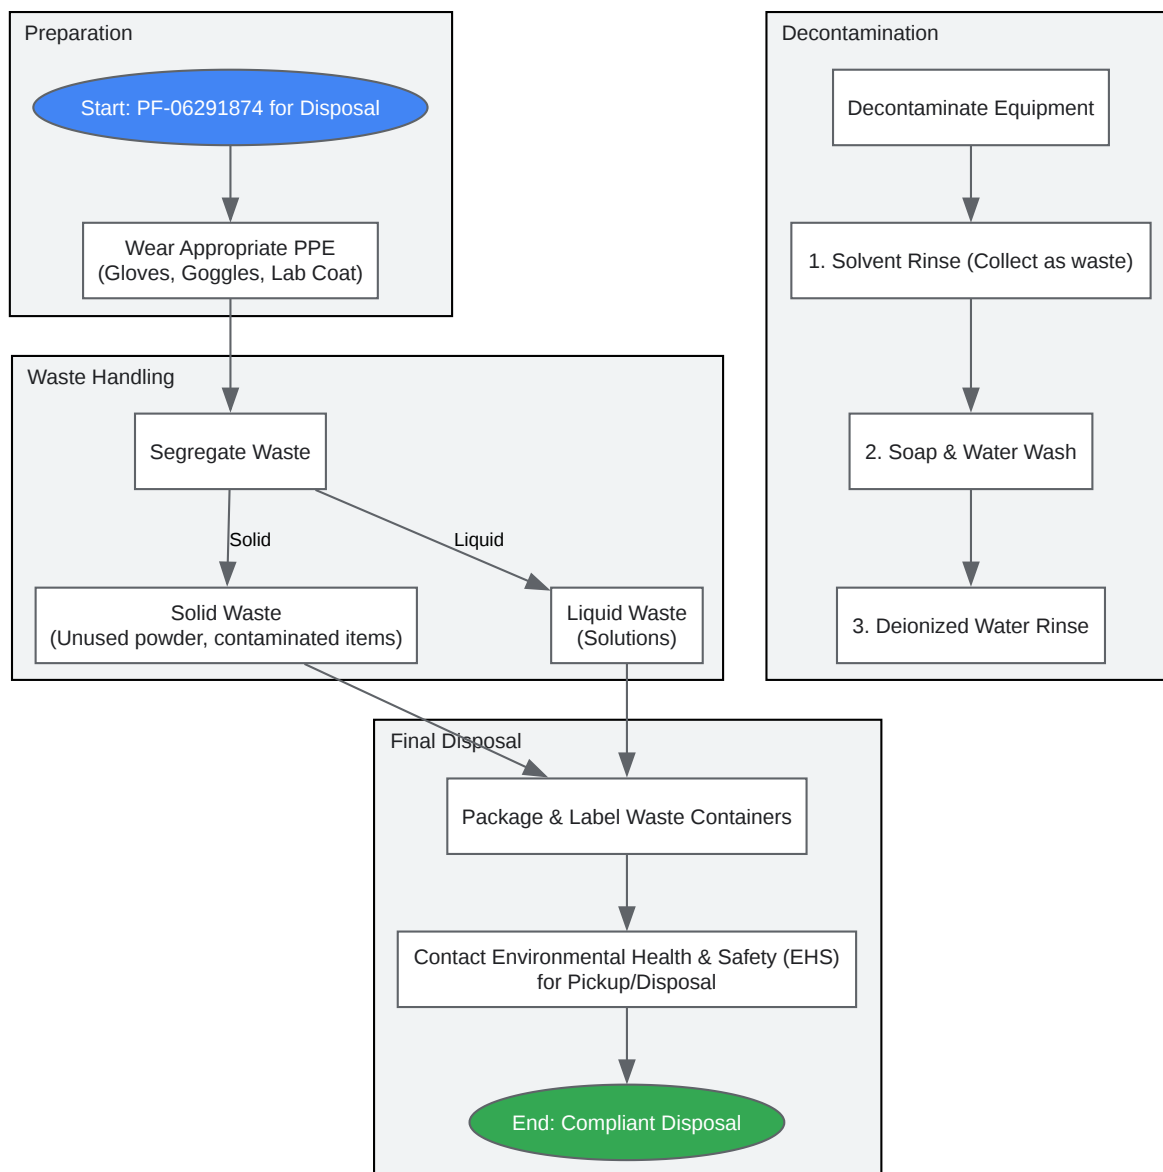 Preparation
Start: PF-06291874 for Disposal
Wear Appropriate PPE
(Gloves, Goggles, Lab Coat)
Waste Handling
Segregate Waste
Solid
Liquid
Solid Waste
(Unused powder, contaminated items)
Liquid Waste
(Solutions)
Final Disposal
Package & Label Waste Containers
Contact Environmental Health & Safety (EHS)
for Pickup/Disposal
End: Compliant Disposal
Decontamination
Decontaminate Equipment
1. Solvent Rinse (Collect as waste)
2. Soap & Water Wash
3. Deionized Water Rinse